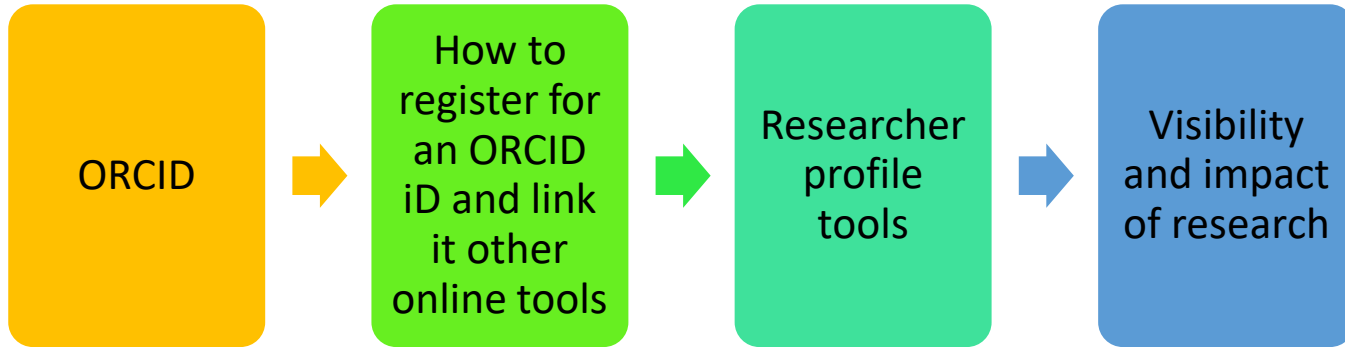 ORCID
How to
register for
an ORCID
iD and link
it other
online tools
Researcher
profile
tools
Visibility
and impact
of research